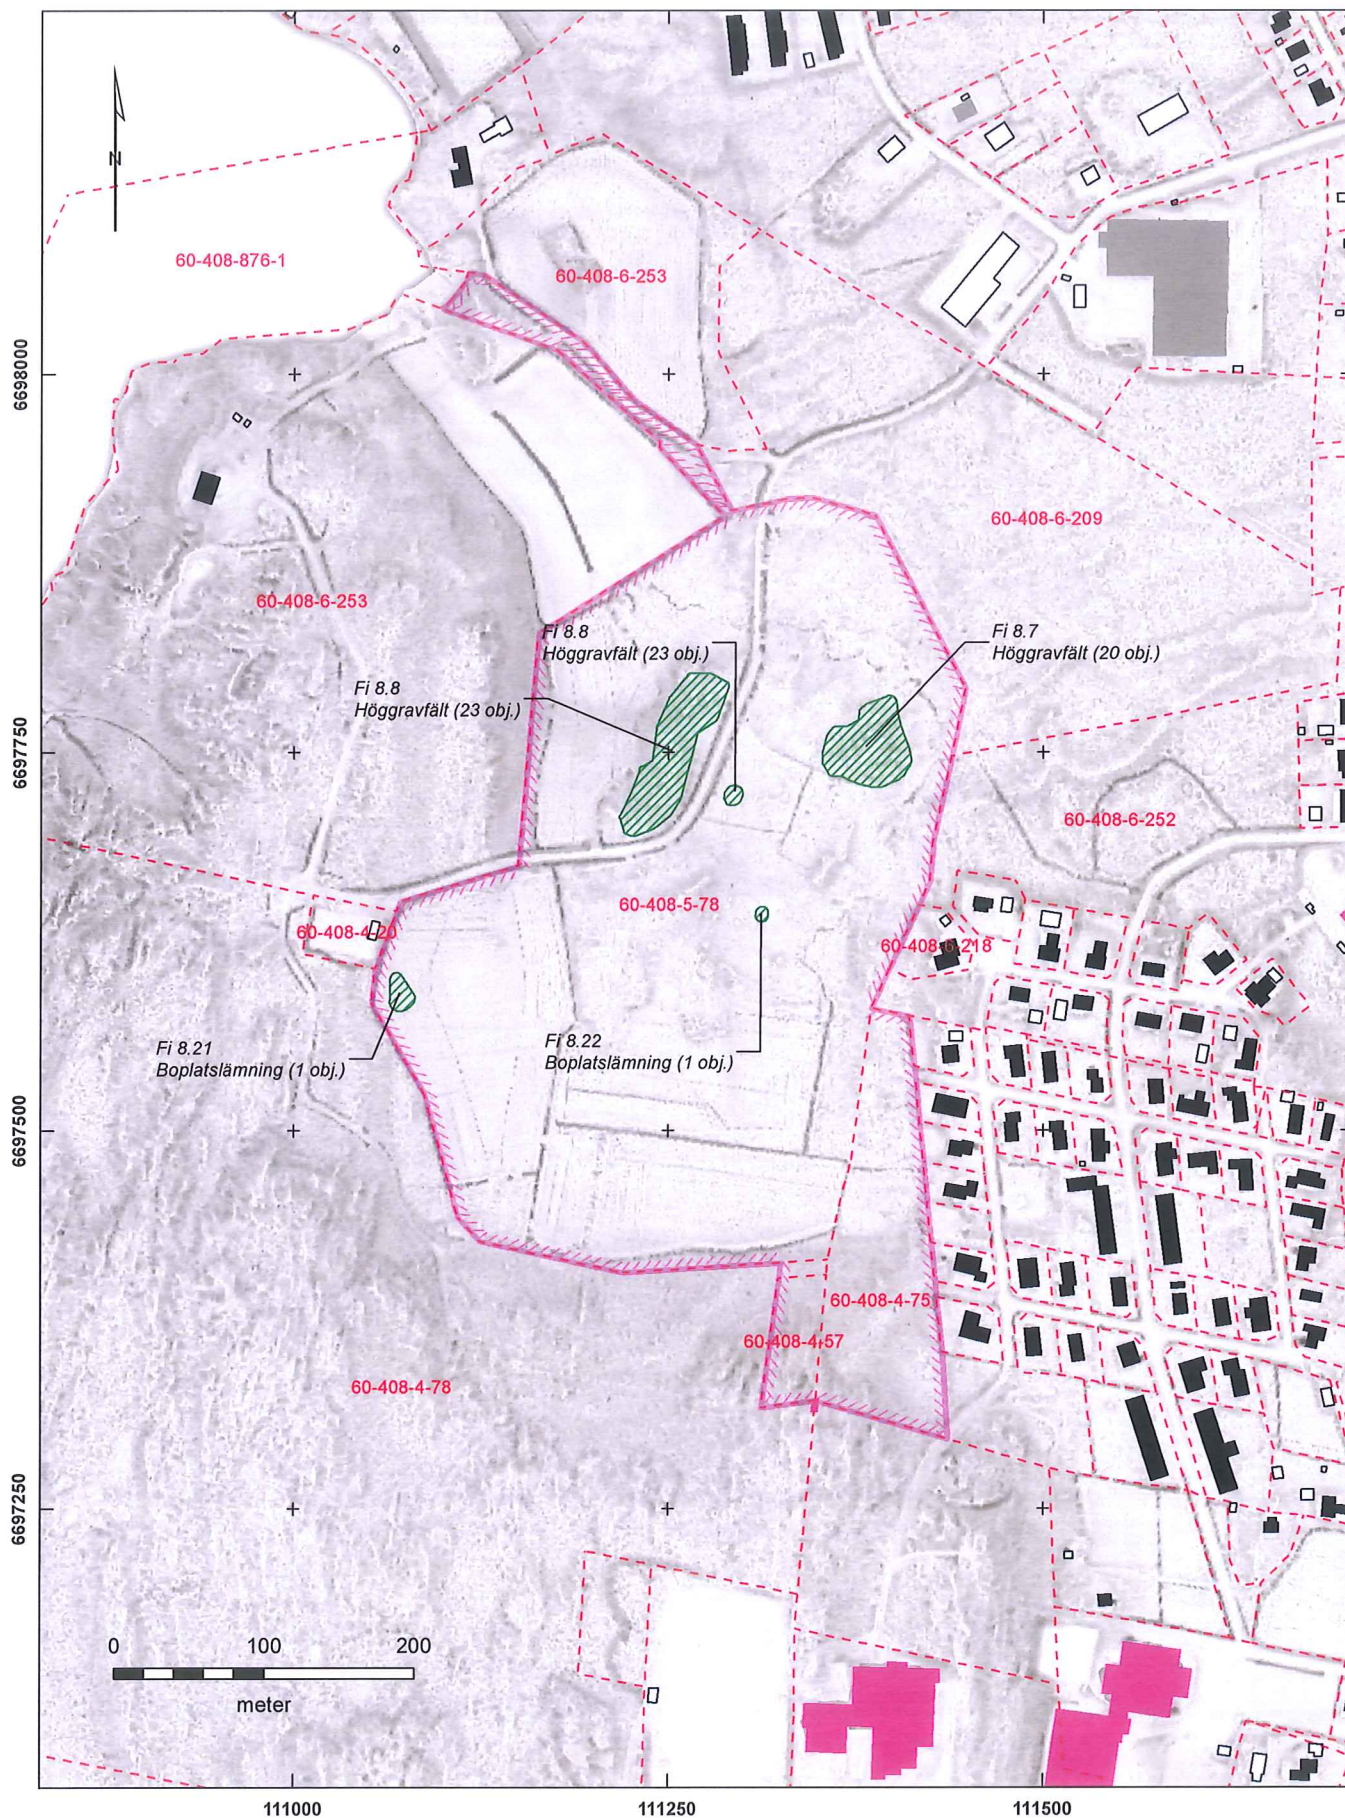 N
60-408-876-1
60-408-6-253
6698000
60-408-6-209
60-408-6-253
Fi 8.8
Höggravfält (23 obj.)
Fi 8.7
Höggravfält (20 obj.)
Fi 8.8
Höggravfält (23 obj.)
6697750
60-408-6-252
60-408-5-78
60-408-4-20
60-408-6-218
Fi 8.21
Boplatslämning (1 obj.)
Fi 8.22
Boplatslämning (1 obj.)
6697500
60-408-4-75
60-408-4-57
60-408-4-78
6697250
0 100 200
meter
111000 111250 111500